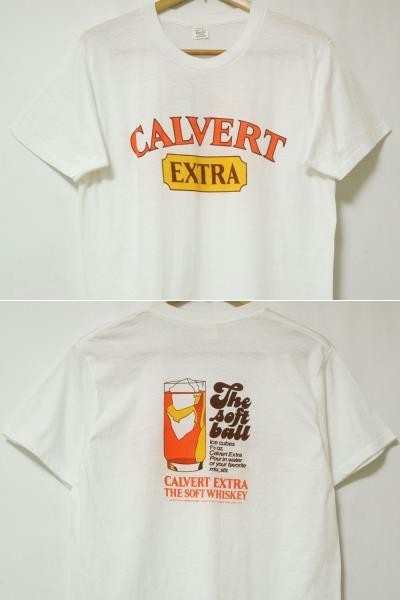 CALVERT
EXTRA
The
soft
ball
ice cubes
1½ oz.
Calvert Extra
Pour in water
or your favorite
CALVERT EXTRA
THE SOFT WHISKEY